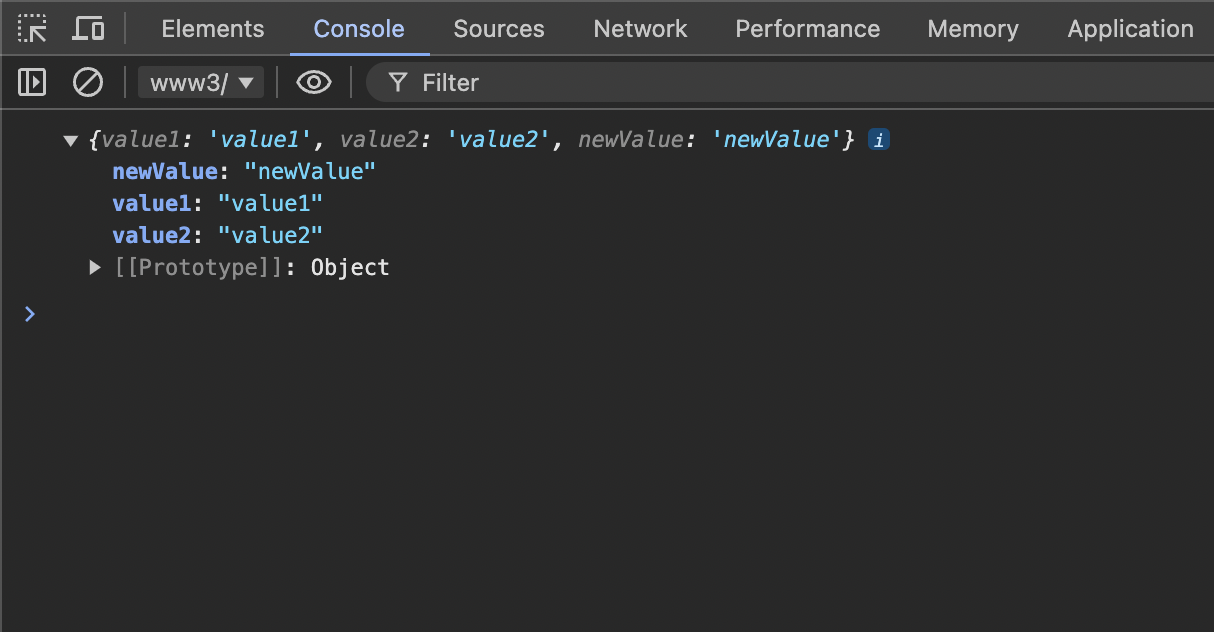 Elements Console Sources Network Performance Memory Application
www3/ Filter
{value1: 'value1', value2: 'value2', newValue: 'newValue'} i
newValue: "newValue"
value1: "value1"
value2: "value2"
[[Prototype]]: Object